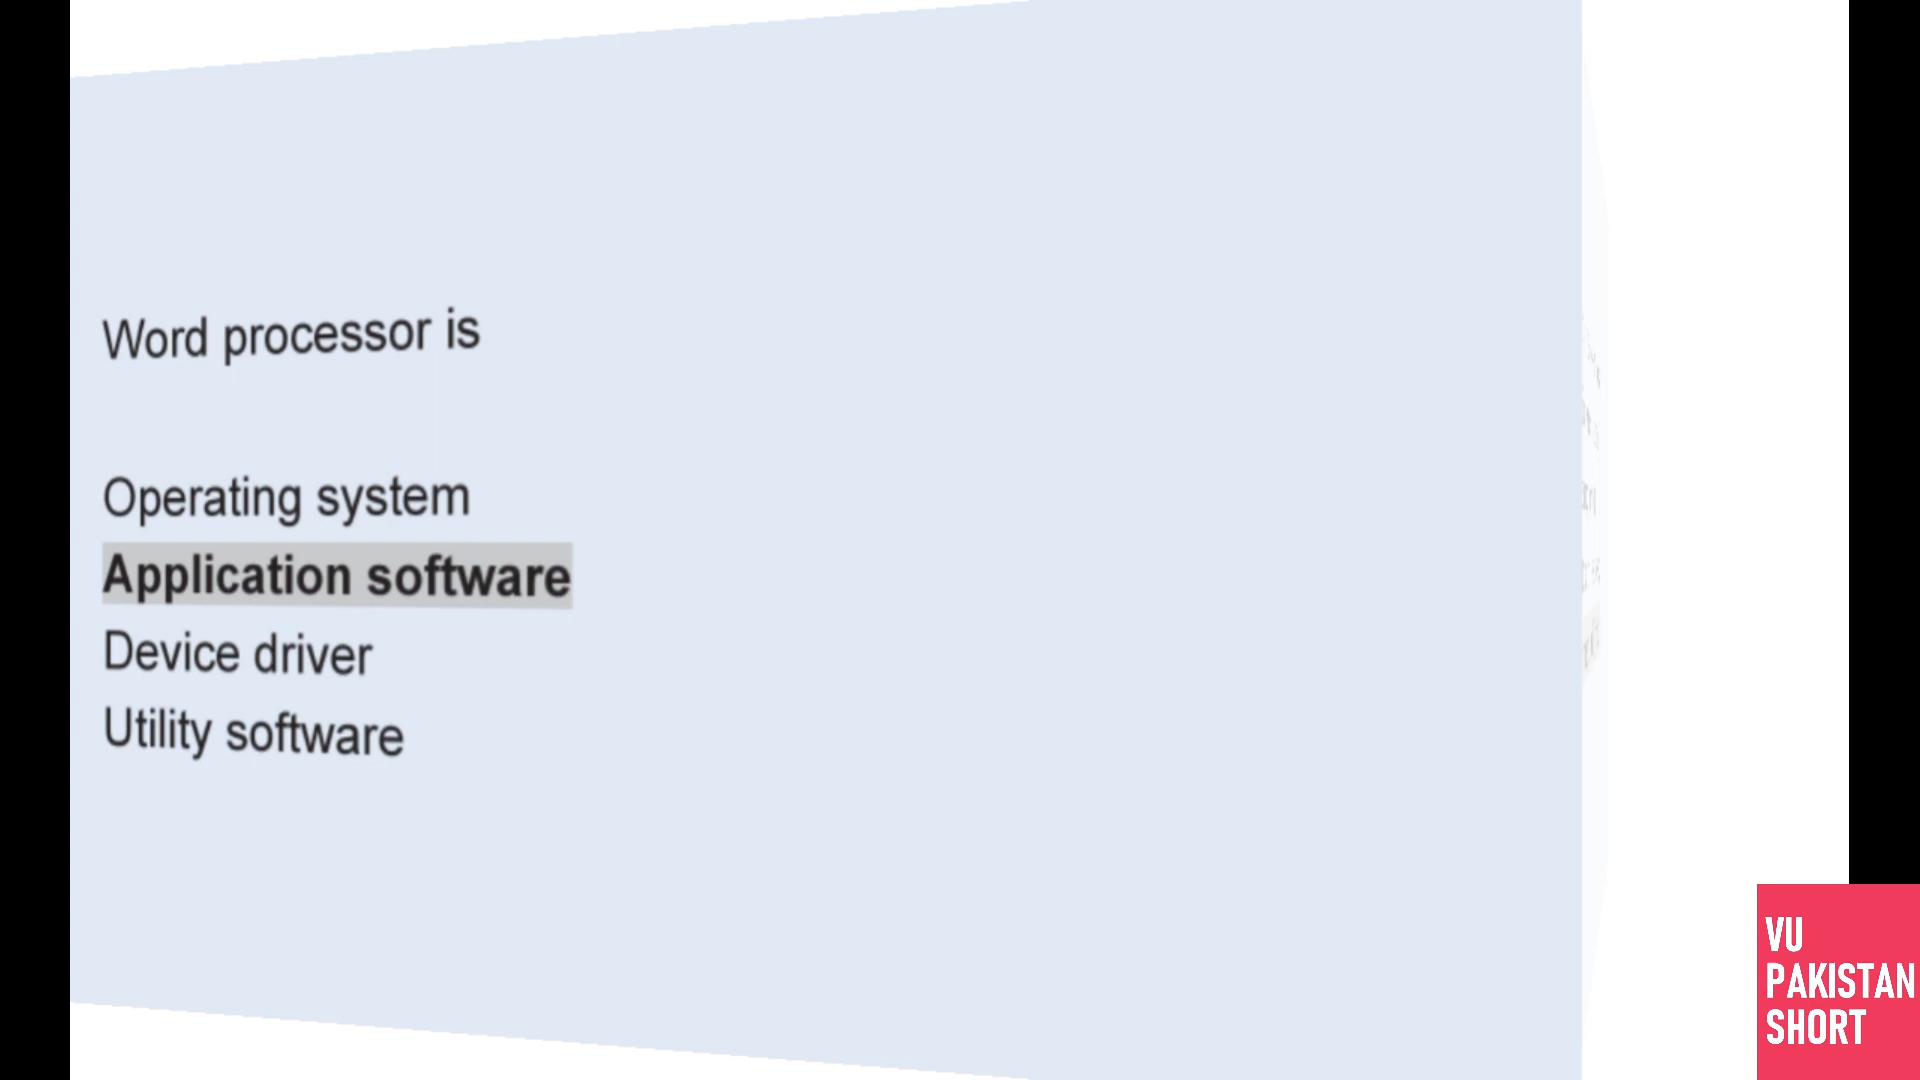 Word processor is
Operating system
Application software
Device driver
Utility software
VU
PAKISTAN
SHORT